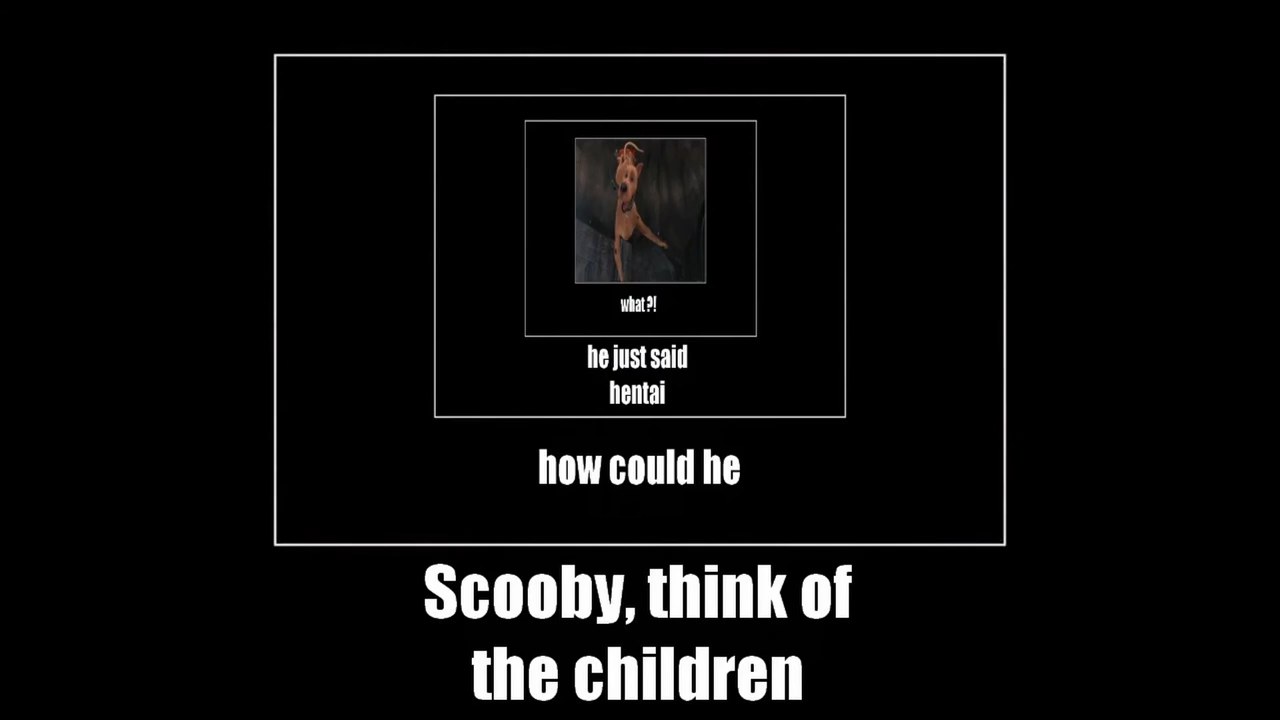 what?!
he just said
hentai
how could he
Scooby, think of
the children